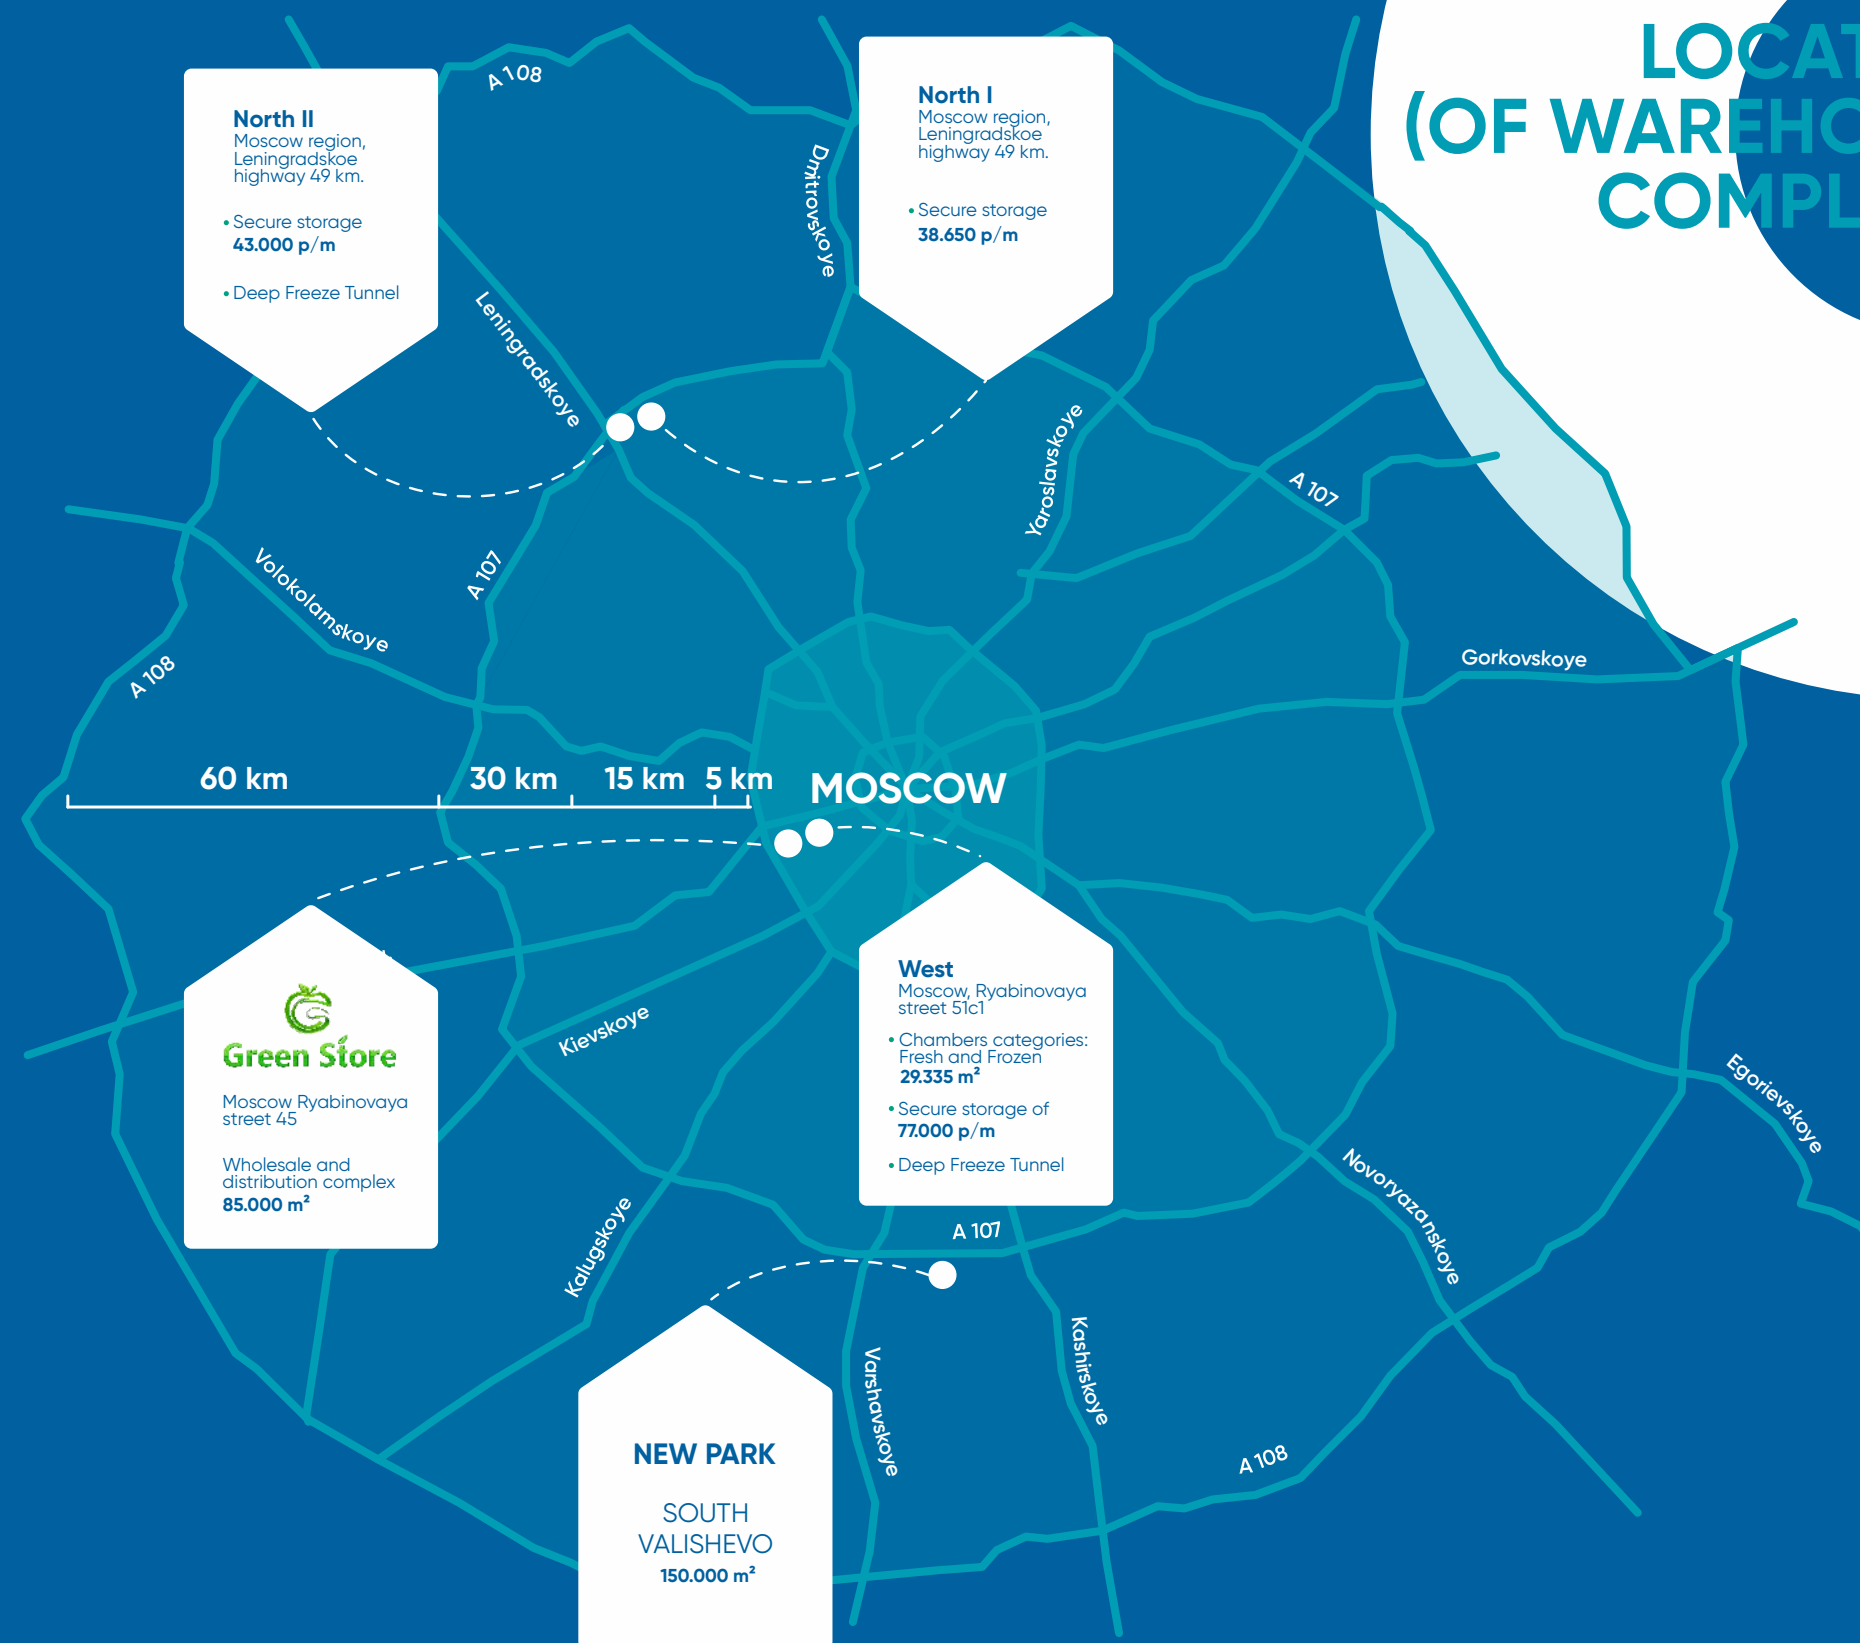 LOCAT
(OF WAREHO
COMPL
A 108
North II
Moscow region,
Leningradskoe
highway 49 km.
• Secure storage
43.000 p/m
• Deep Freeze Tunnel
North I
Moscow region,
Leningradskoe
highway 49 km.
• Secure storage
38.650 p/m
Dmitrovskoye
Leningradskoye
Yaroslavskoye
A 107
A 107
Volokolamskoye
A 108
Gorkovskoye
60 km
30 km
15 km
5 km
MOSCOW
Green Store
Moscow Ryabinovaya
street 45
Wholesale and
distribution complex
85.000 m²
Kievskoye
West
Moscow, Ryabinovaya
street 51c1
• Chambers categories:
Fresh and Frozen
29.335 m²
• Secure storage of
77.000 p/m
• Deep Freeze Tunnel
Egorievskoye
Novoryazanskoye
Kalugskoye
A 107
Varshavskoye
Kashirskoye
A 108
NEW PARK
SOUTH
VALISHEVO
150.000 m²